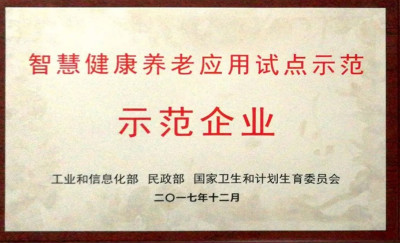 智慧健康养老应用试点示范
示范企业
工业和信息化部 民政部 国家卫生和计划生育委员会
二〇一七年十二月